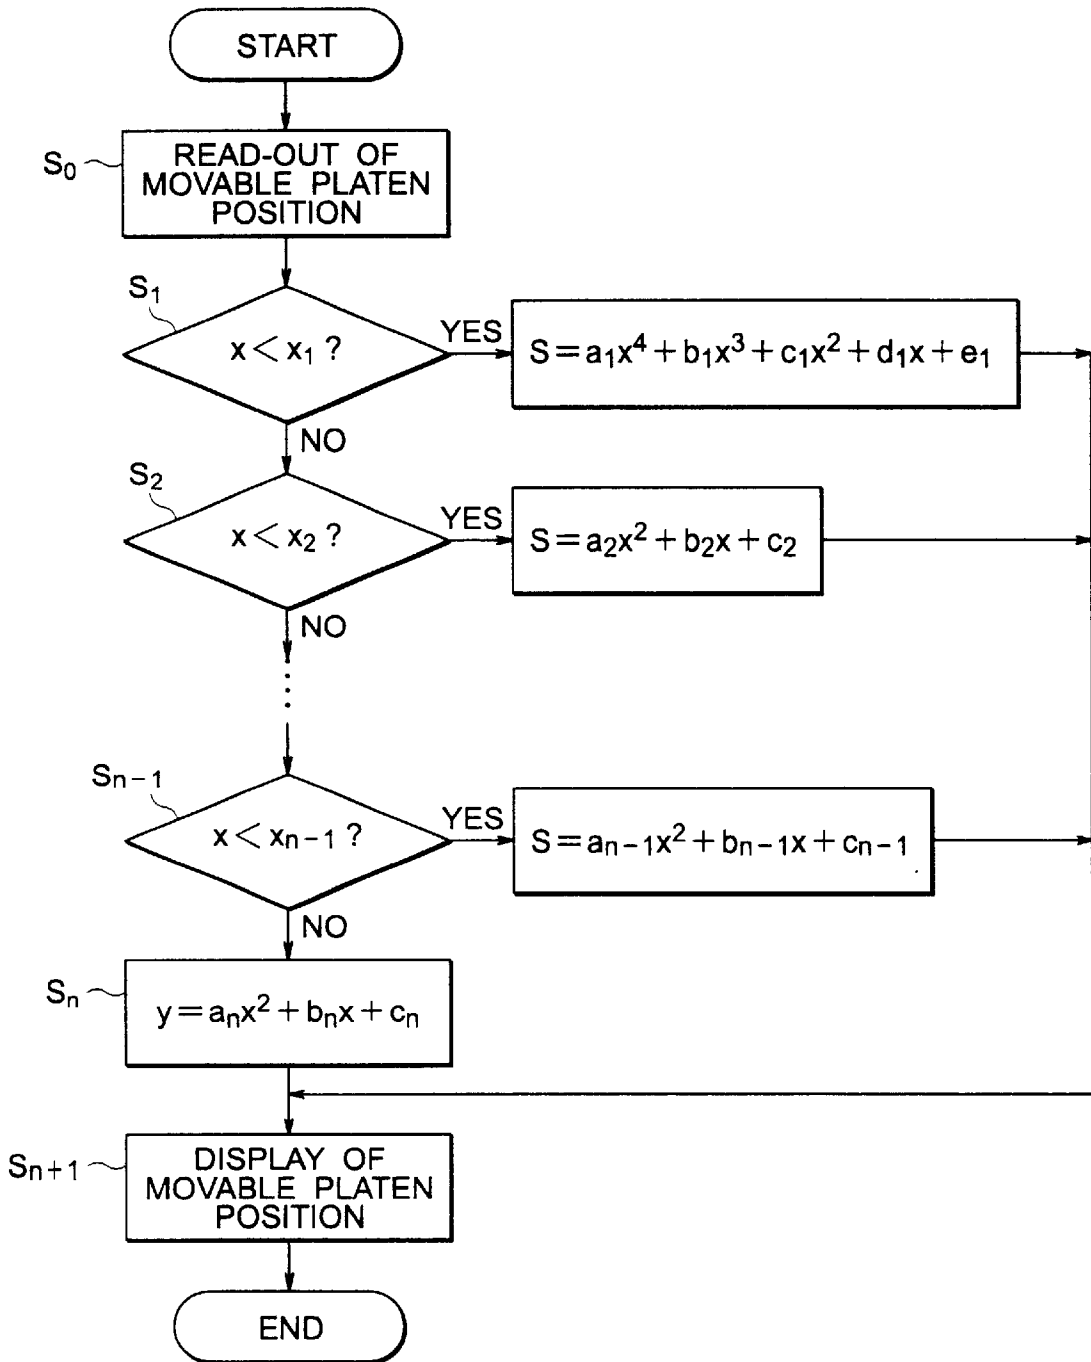 START
S₀
READ-OUT OF
MOVABLE PLATEN
POSITION
S₁
x < x₁ ?
YES
S = a₁x⁴ + b₁x³ + c₁x² + d₁x + e₁
NO
S₂
x < x₂ ?
YES
S = a₂x² + b₂x + c₂
NO
Sₙ₋₁
x < xₙ₋₁ ?
YES
S = aₙ₋₁x² + bₙ₋₁x + cₙ₋₁
NO
Sₙ
y = aₙx² + bₙx + cₙ
Sₙ₊₁
DISPLAY OF
MOVABLE PLATEN
POSITION
END